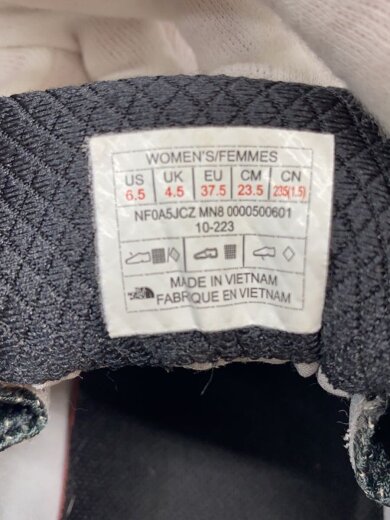 WOMEN'S/FEMMES
US UK EU CM CN
6.5 4.5 37.5 23.5 235(1.5)
NF0A5JCZ MN8 0000500601
10-223
MADE IN VIETNAM
FABRIQUE EN VIETNAM